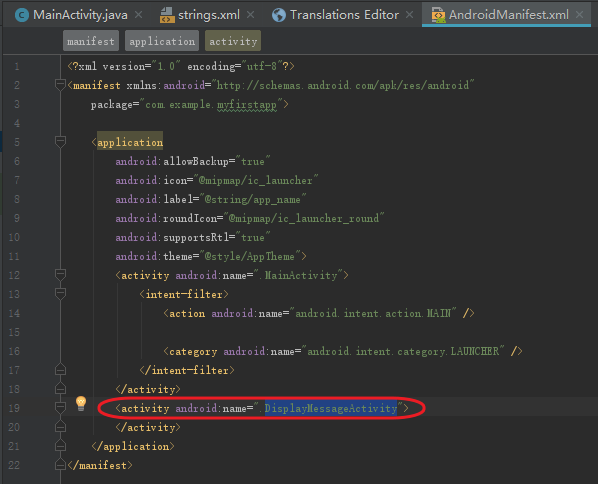 MainActivity.java × strings.xml × Translations Editor × AndroidManifest.xml ×
manifest application activity
1 <?xml version="1.0" encoding="utf-8"?>
2 <manifest xmlns:android="http://schemas.android.com/apk/res/android"
3 package="com.example.myfirstapp">
4
5 <application
6 android:allowBackup="true"
7 android:icon="@mipmap/ic_launcher"
8 android:label="@string/app_name"
9 android:roundIcon="@mipmap/ic_launcher_round"
10 android:supportsRtl="true"
11 android:theme="@style/AppTheme">
12 <activity android:name=".MainActivity">
13 <intent-filter>
14 <action android:name="android.intent.action.MAIN" />
15
16 <category android:name="android.intent.category.LAUNCHER" />
17 </intent-filter>
18 </activity>
19 <activity android:name=".DisplayMessageActivity">
20 </activity>
21 </application>
22 </manifest>